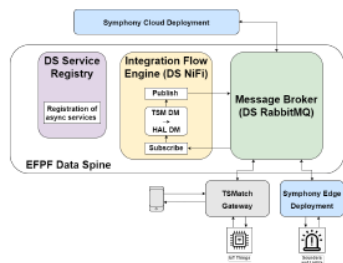 Symphony Cloud Deployment
DS Service
Registry
Registration of
async services
Integration Flow
Engine (DS NiFi)
Publish
TSM DM
HAL DM
Subscribe
Message Broker
(DS RabbitMQ)
EFPF Data Spine
TSMatch
Gateway
Symphony Edge
Deployment
IoT Things